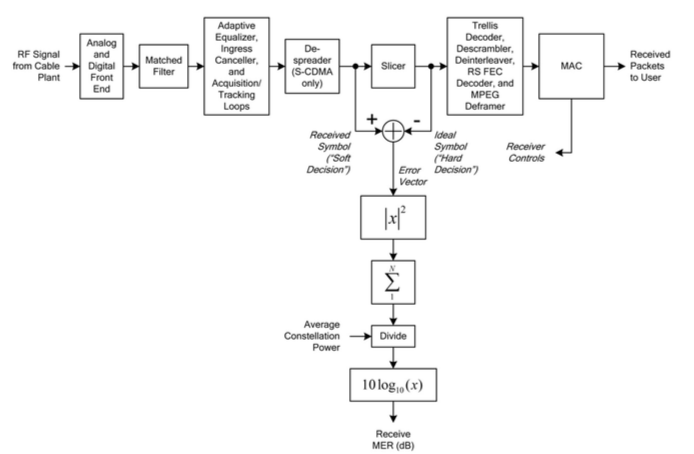 RF Signal
from Cable
Plant
Analog
and
Digital
Front
End
Matched
Filter
Adaptive
Equalizer,
Ingress
Canceller,
and
Acquisition/
Tracking
Loops
De-
spreader
(S-CDMA
only)
Slicer
Trellis
Decoder,
Descrambler,
Deinterleaver,
RS FEC
Decoder, and
MPEG
Deframer
MAC
Received
Packets
to User
+
-
Received
Symbol
("Soft
Decision")
Ideal
Symbol
("Hard
Decision")
Receiver
Controls
Error
Vector
|x|²
N
∑
1
Average
Constellation
Power
Divide
10 log₁₀(x)
Receive
MER (dB)